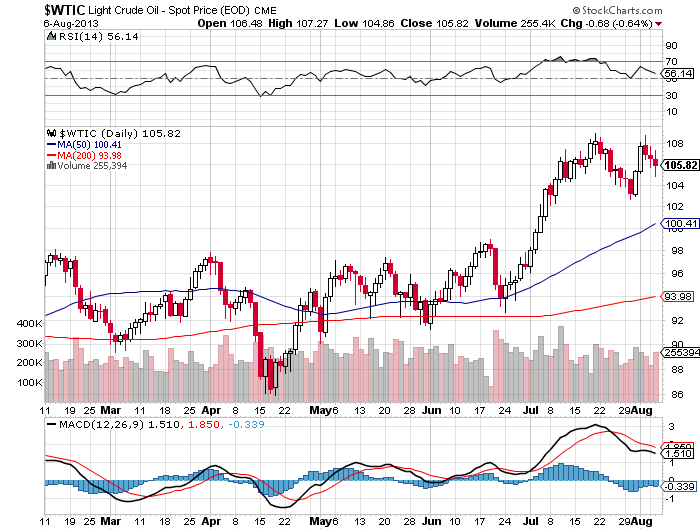 $WTIC Light Crude Oil - Spot Price (EOD) CME
© StockCharts.com
6-Aug-2013
Open 106.48 High 107.27 Low 104.86 Close 105.82 Volume 255.4K Chg -0.68 (-0.64%)
RSI(14) 56.14
90
70
56.14
50
30
10
$WTIC (Daily) 105.82
MA(50) 100.41
MA(200) 93.98
Volume 255,394
108
106
105.82
104
102
100.41
100
98
96
94
93.98
92
90
88
86
400K
300K
200K
100K
255394
11 19 25 Mar 11 18 25 Apr 8 15 22 May 6 13 20 28 Jun 10 17 24 Jul 8 15 22 29 Aug
MACD(12,26,9) 1.510, 1.850, -0.339
3
2
1.850
1.510
1
0
-0.339
-1
11 19 25 Mar 11 18 25 Apr 8 15 22 May 6 13 20 28 Jun 10 17 24 Jul 8 15 22 29 Aug